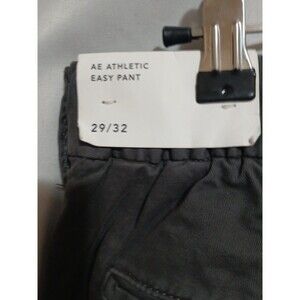 AE ATHLETIC
EASY PANT
29/32